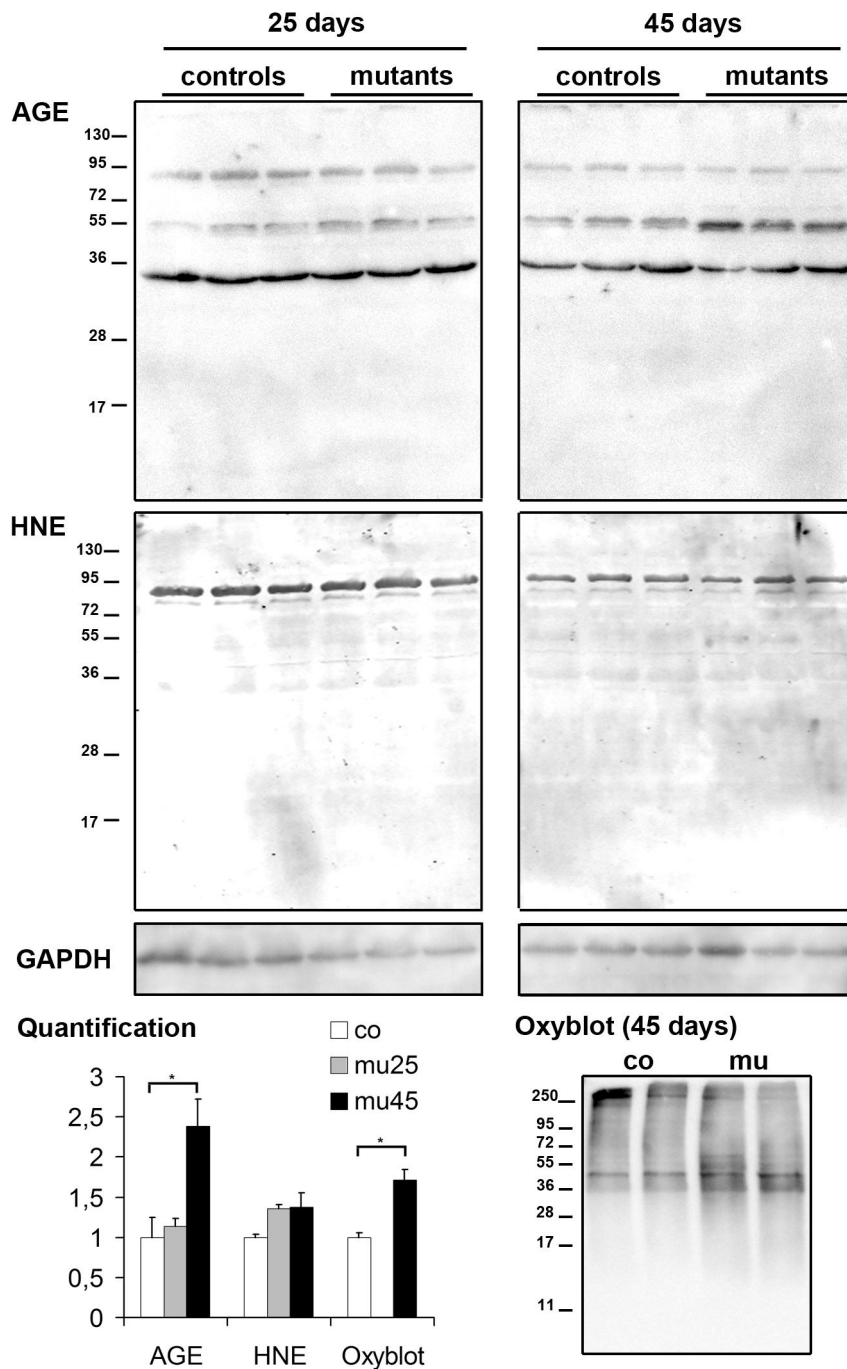 25 days 45 days
controls mutants controls mutants
AGE
130
95
72
55
36
28
17
HNE
130
95
72
55
36
28
17
GAPDH
Quantification
co
mu25
mu45
3
2,5
2
1,5
1
0,5
0
* *
AGE HNE Oxyblot
Oxyblot (45 days)
co mu
250
95
72
55
36
28
17
11